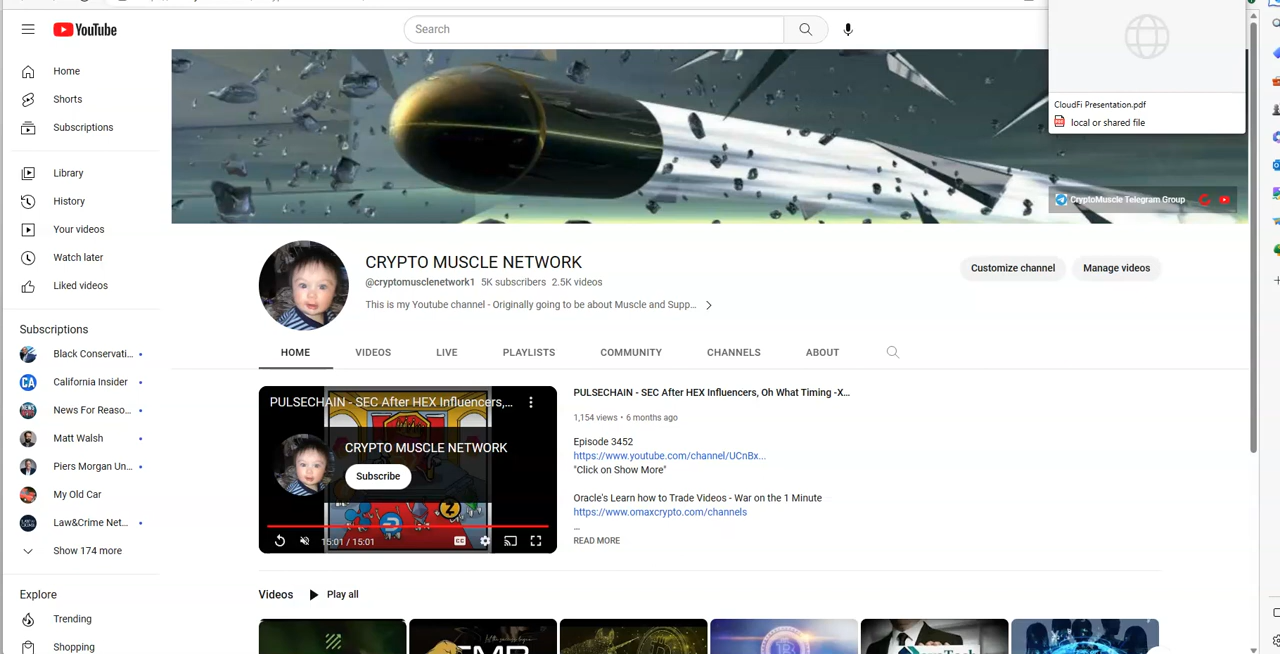 YouTube
Search
CloudFi Presentation.pdf
local or shared file
Home
Shorts
Subscriptions
Library
History
Your videos
Watch later
Liked videos
Subscriptions
Black Conservati...
California Insider
News For Reaso...
Matt Walsh
Piers Morgan Un...
My Old Car
Law&Crime Net...
Show 174 more
Explore
Trending
Shopping
CryptoMuscle Telegram Group
CRYPTO MUSCLE NETWORK
@cryptomusclenetwork1 5K subscribers 2.5K videos
This is my Youtube channel - Originally going to be about Muscle and Supp...
Customize channel
Manage videos
HOME
VIDEOS
LIVE
PLAYLISTS
COMMUNITY
CHANNELS
ABOUT
PULSECHAIN - SEC After HEX Influencers,...
CRYPTO MUSCLE NETWORK
Subscribe
15:01 / 15:01
CC
PULSECHAIN - SEC After HEX Influencers, Oh What Timing -X...
1,154 views • 6 months ago
Episode 3452
https://www.youtube.com/channel/UCnBx...
"Click on Show More"
Oracle's Learn how to Trade Videos - War on the 1 Minute
https://www.omaxcrypto.com/channels
...
READ MORE
Videos
Play all